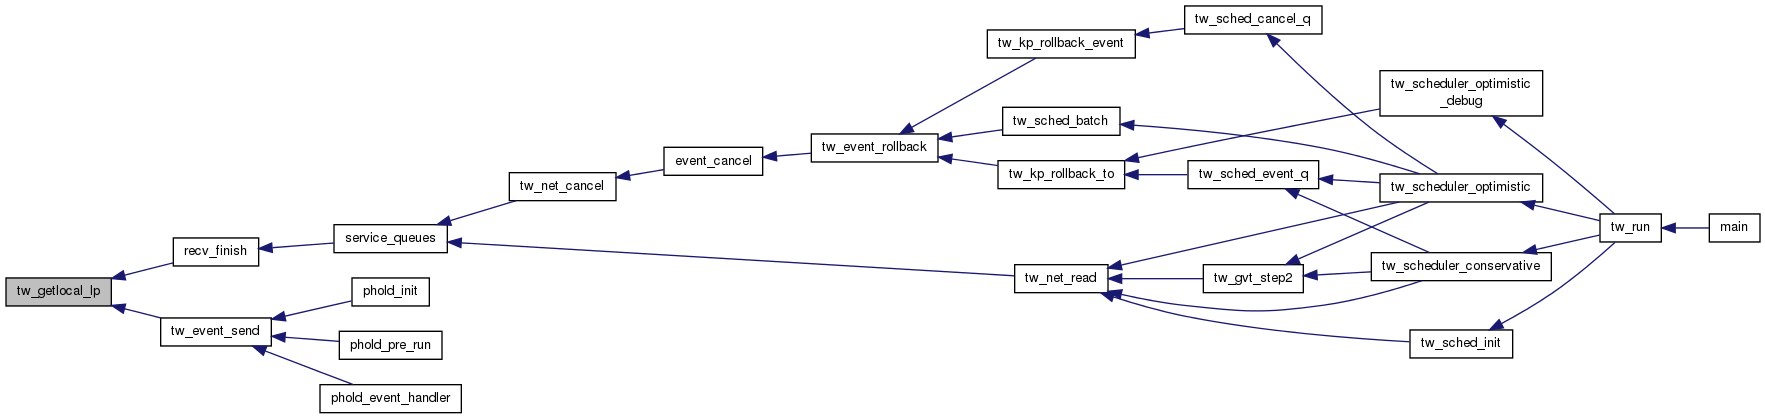 tw_sched_cancel_q
tw_kp_rollback_event
tw_scheduler_optimistic
_debug
tw_sched_batch
tw_event_rollback
event_cancel
tw_kp_rollback_to
tw_sched_event_q
tw_net_cancel
tw_scheduler_optimistic
tw_run
main
service_queues
recv_finish
tw_scheduler_conservative
tw_net_read
tw_gvt_step2
tw_getlocal_lp
phold_init
tw_event_send
phold_pre_run
tw_sched_init
phold_event_handler